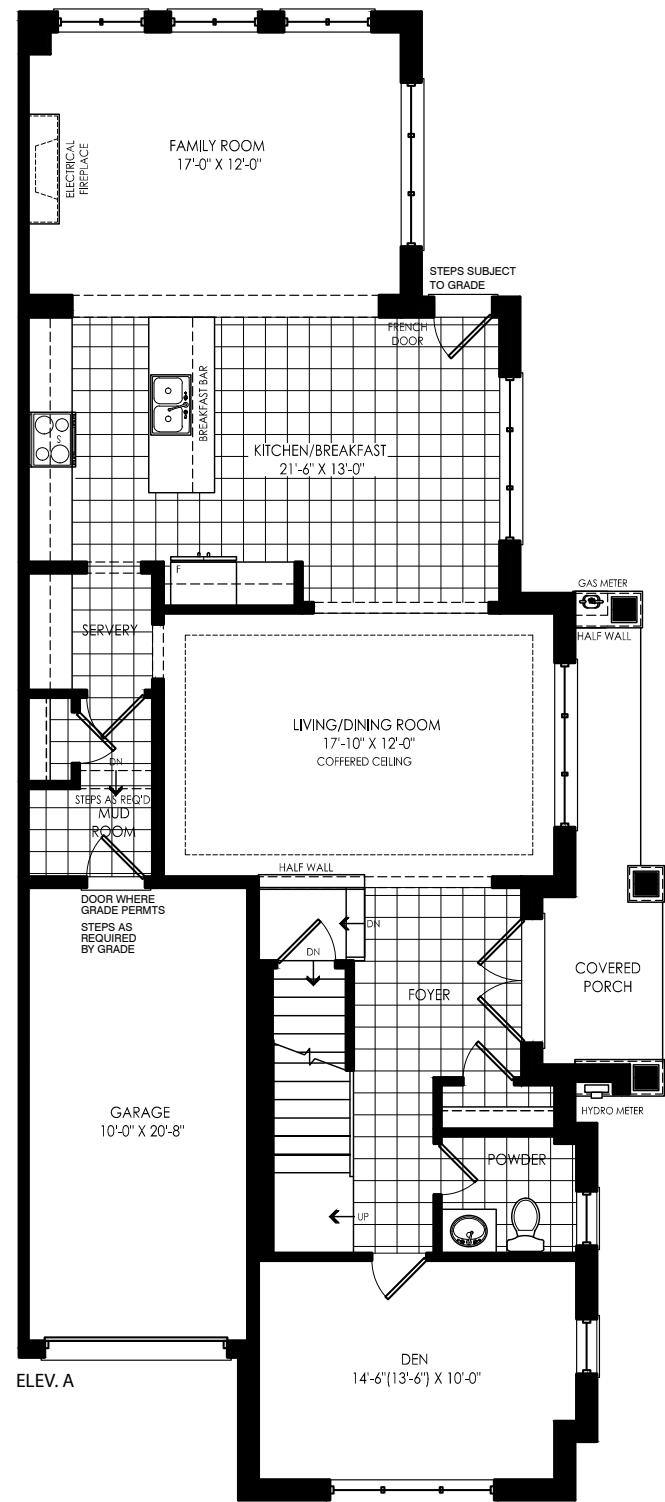 FAMILY ROOM
17'-0" X 12'-0"
ELECTRICAL
FIREPLACE
STEPS SUBJECT
TO GRADE
FRENCH
DOOR
BREAKFAST BAR
S
KITCHEN/BREAKFAST
21'-6" X 13'-0"
F
GAS METER
HALF WALL
SERVERY
LIVING/DINING ROOM
17'-10" X 12'-0"
COFFERED CEILING
DN
STEPS AS REQ'D
MUD
ROOM
HALF WALL
DOOR WHERE
GRADE PERMTS
STEPS AS
REQUIRED
BY GRADE
DN
DN
FOYER
COVERED
PORCH
GARAGE
10'-0" X 20'-8"
HYDRO METER
POWDER
UP
DEN
14'-6"(13'-6") X 10'-0"
ELEV. A